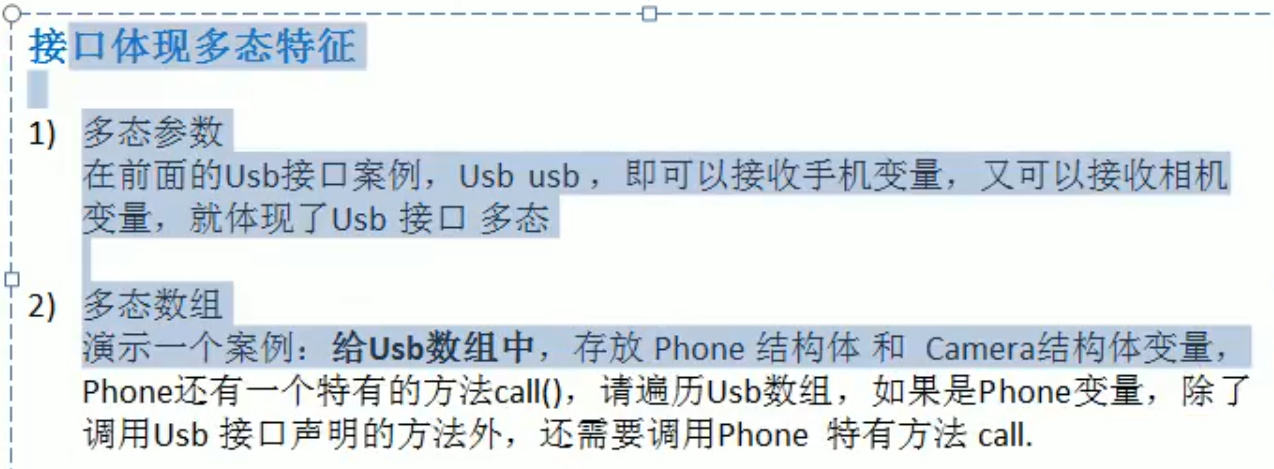 接口体现多态特征
1) 多态参数
在前面的Usb接口案例，Usb usb ，即可以接收手机变量，又可以接收相机
变量，就体现了Usb 接口 多态
2) 多态数组
演示一个案例：给Usb数组中，存放 Phone 结构体 和 Camera结构体变量，
Phone还有一个特有的方法call()，请遍历Usb数组，如果是Phone变量，除了
调用Usb 接口声明的方法外，还需要调用Phone 特有方法 call.